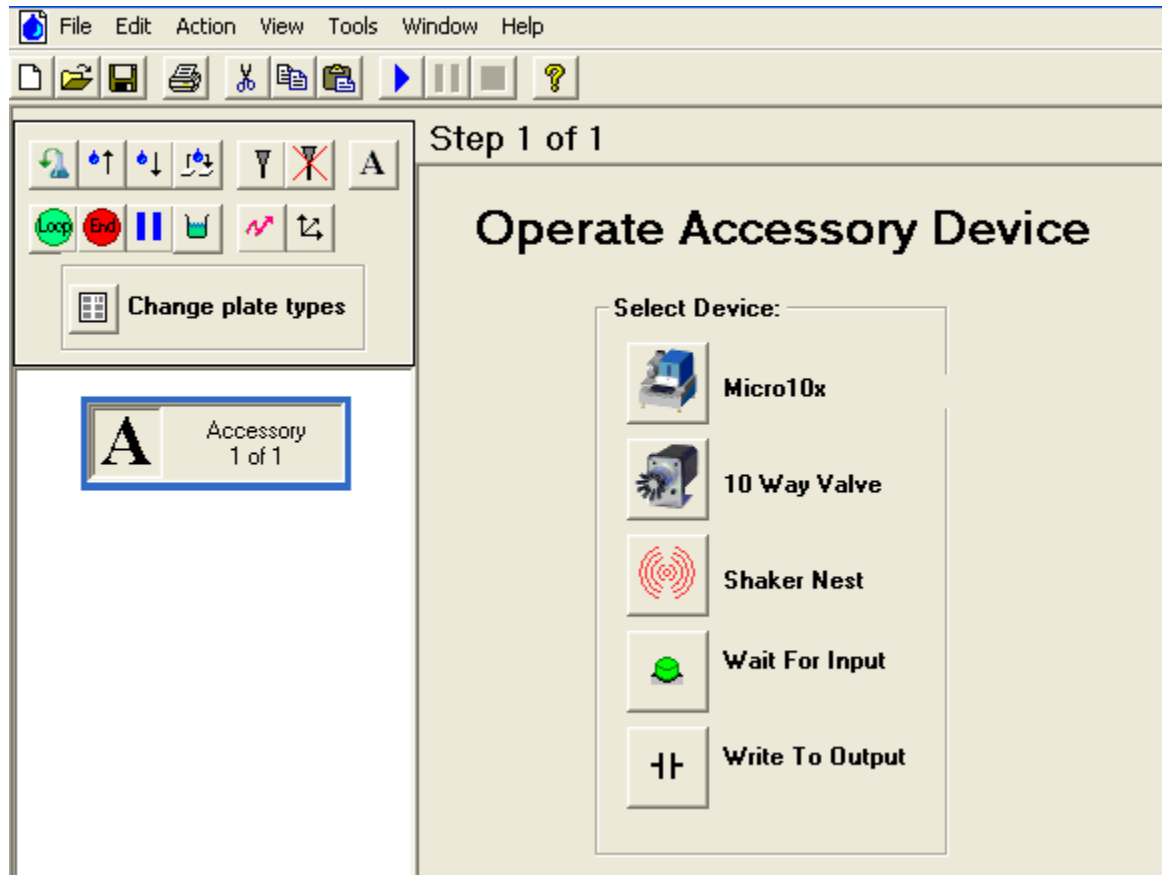 File Edit Action View Tools Window Help
Step 1 of 1
A
Loop End
Change plate types
A Accessory
1 of 1
Operate Accessory Device
Select Device:
Micro10x
10 Way Valve
Shaker Nest
Wait For Input
Write To Output